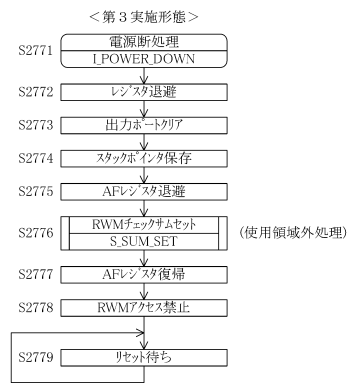 ＜第３実施形態＞
S2771
電源断処理
I_POWER_DOWN
S2772
ﾚｼﾞｽﾀ退避
S2773
出力ﾎﾟｰﾄｸﾘｱ
S2774
ｽﾀｯｸﾎﾟｲﾝﾀ保存
S2775
AFﾚｼﾞｽﾀ退避
S2776
RWMﾁｪｯｸｻﾑｾｯﾄ
S_SUM_SET
(使用領域外処理)
S2777
AFﾚｼﾞｽﾀ復帰
S2778
RWMｱｸｾｽ禁止
S2779
ﾘｾｯﾄ待ち